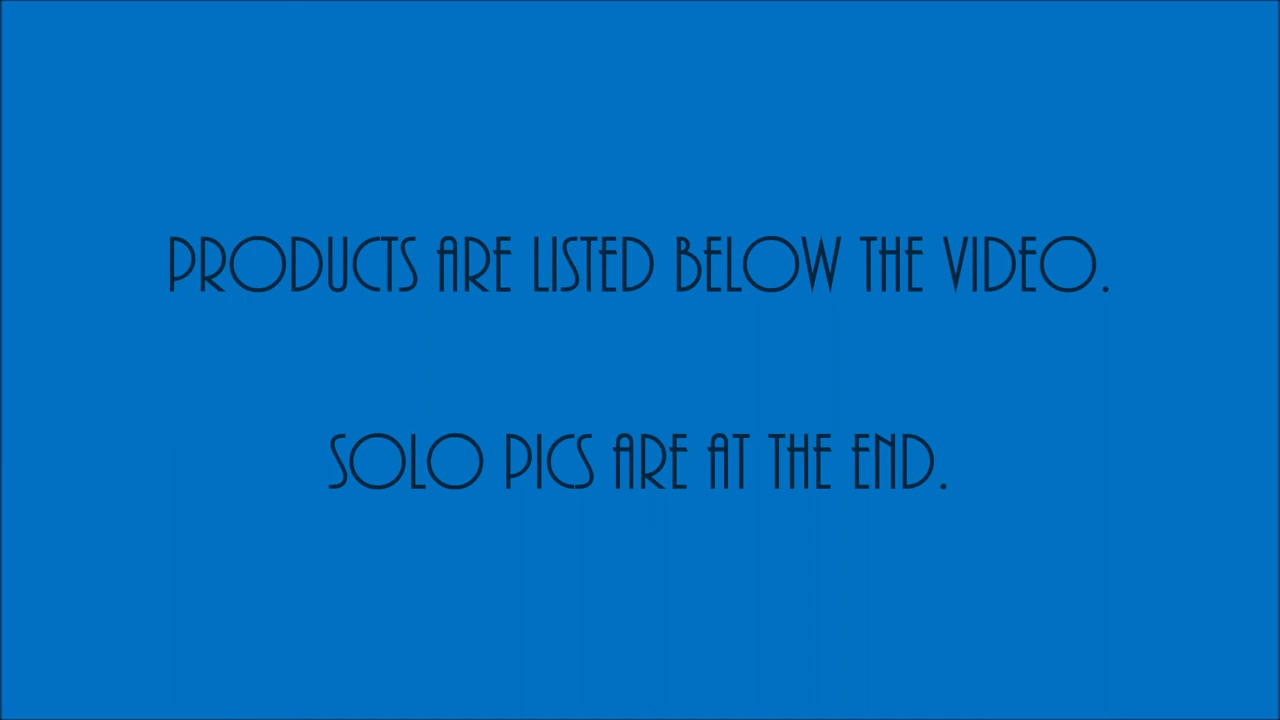 PRODUCTS ARE LISTED BELOW THE VIDEO.
SOLO PICS ARE AT THE END.